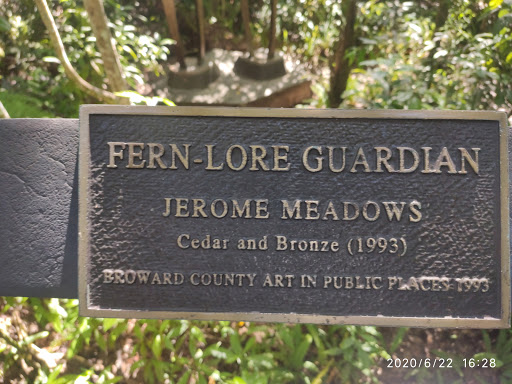 FERN-LORE GUARDIAN
JEROME MEADOWS
Cedar and Bronze (1993)
BROWARD COUNTY ART IN PUBLIC PLACES 1993
2020/6/22 16:28